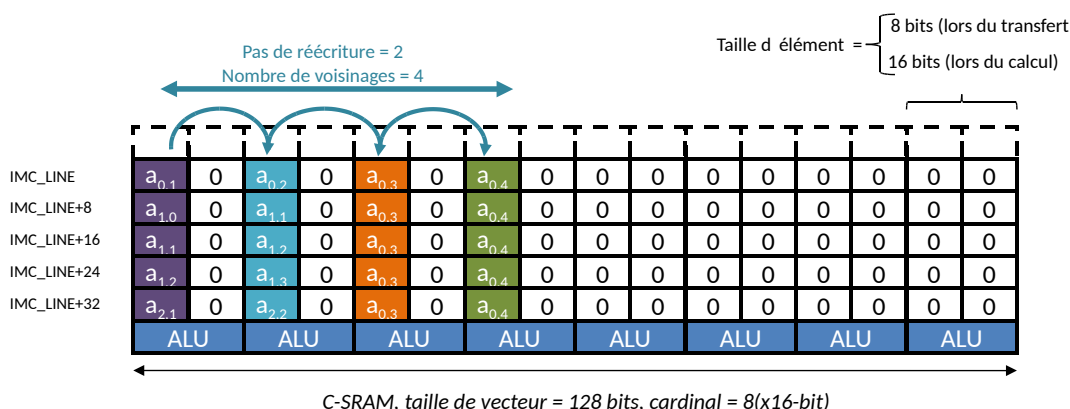 8 bits (lors du transfert
Taille d élément =
16 bits (lors du calcul)
Pas de réécriture = 2
Nombre de voisinages = 4
IMC_LINE a0.1 0 a0.2 0 a0.3 0 a0.4 0 0 0 0 0 0 0 0 0
IMC_LINE+8 a1.0 0 a1.1 0 a0.3 0 a0.4 0 0 0 0 0 0 0 0 0
IMC_LINE+16 a1.1 0 a1.2 0 a0.3 0 a0.4 0 0 0 0 0 0 0 0 0
IMC_LINE+24 a1.2 0 a1.3 0 a0.3 0 a0.4 0 0 0 0 0 0 0 0 0
IMC_LINE+32 a2.1 0 a2.2 0 a0.3 0 a0.4 0 0 0 0 0 0 0 0 0
ALU ALU ALU ALU ALU ALU ALU ALU
C-SRAM, taille de vecteur = 128 bits, cardinal = 8(x16-bit)